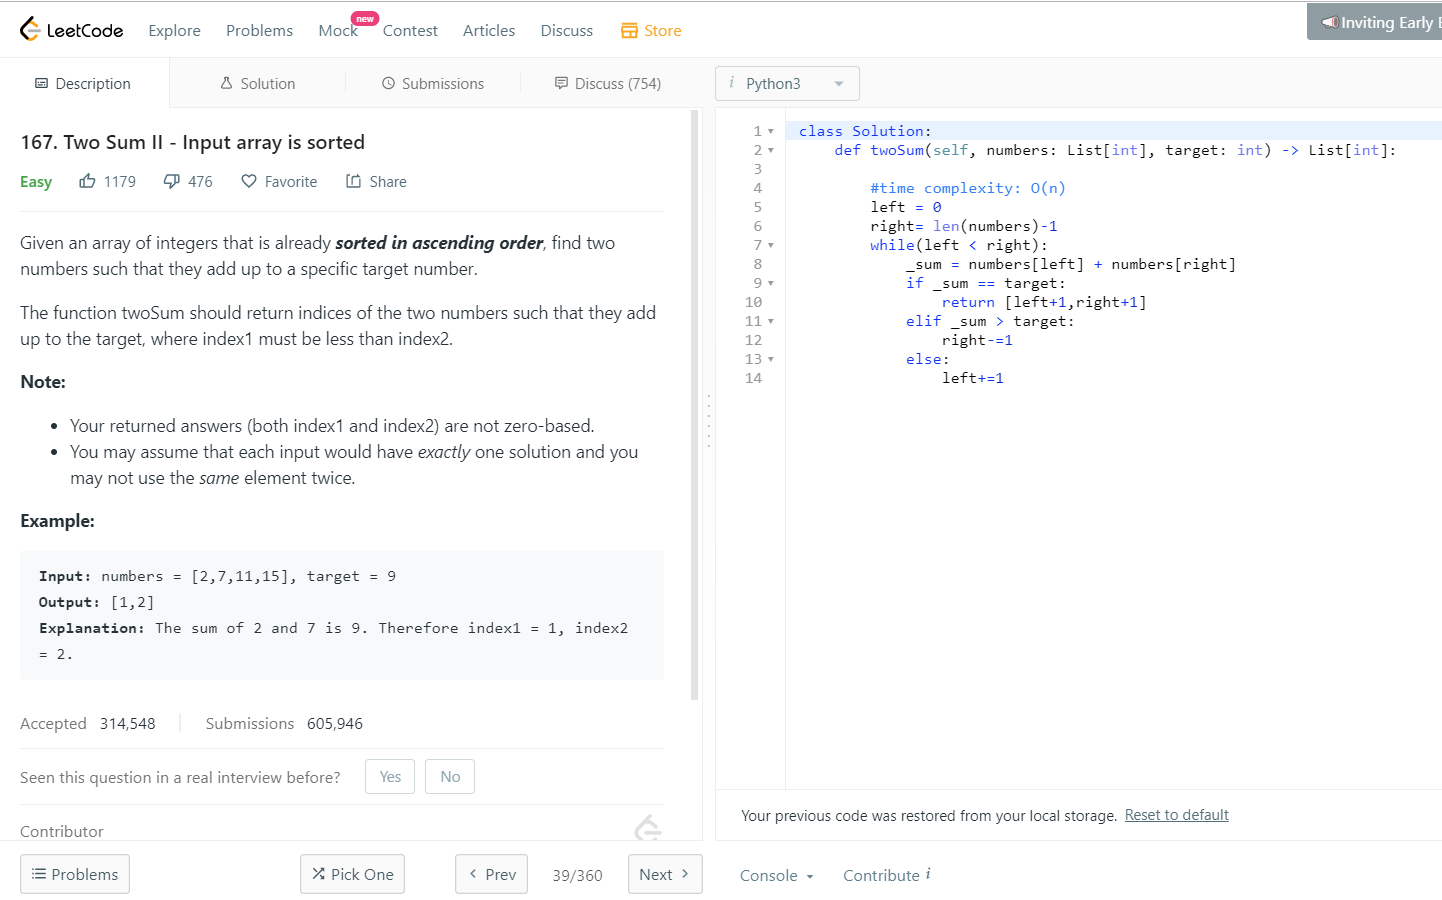 LeetCode Explore Problems Mock new Contest Articles Discuss Store Inviting Early
Description Solution Submissions Discuss (754)
167. Two Sum II - Input array is sorted
Easy 1179 476 Favorite Share
Given an array of integers that is already sorted in ascending order, find two
numbers such that they add up to a specific target number.
The function twoSum should return indices of the two numbers such that they add
up to the target, where index1 must be less than index2.
Note:
• Your returned answers (both index1 and index2) are not zero-based.
• You may assume that each input would have exactly one solution and you
may not use the same element twice.
Example:
Input: numbers = [2,7,11,15], target = 9
Output: [1,2]
Explanation: The sum of 2 and 7 is 9. Therefore index1 = 1, index2
= 2.
Accepted 314,548 Submissions 605,946
Seen this question in a real interview before? Yes No
Contributor
Problems Pick One Prev 39/360 Next
i Python3
1 class Solution:
2 def twoSum(self, numbers: List[int], target: int) -> List[int]:
3
4 #time complexity: O(n)
5 left = 0
6 right= len(numbers)-1
7 while(left < right):
8 _sum = numbers[left] + numbers[right]
9 if _sum == target:
10 return [left+1,right+1]
11 elif _sum > target:
12 right-=1
13 else:
14 left+=1
Your previous code was restored from your local storage. Reset to default
Console Contribute i